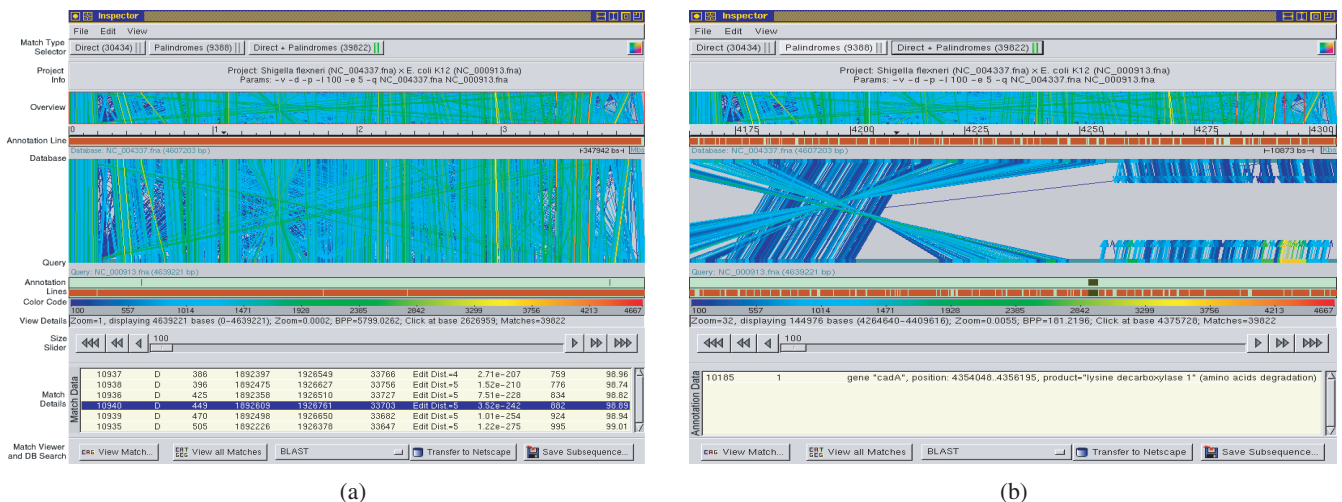 Inspector
File Edit View
Match Type
Selector
Direct (30434) Palindromes (9388) Direct + Palindromes (39822)
Project
Info
Project: Shigella flexneri (NC_004337.fna) x E. coli K12 (NC_000913.fna)
Params: -v -d -p -l 100 -e 5 -q NC_004337.fna NC_000913.fna
Overview
0 1 2 3
Annotation Line
Database
Database: NC_004337.fna (4607203 bp) 347942 bs Mbs
Query
Query: NC_000913.fna (4639221 bp)
Annotation
Lines
Color Code
100 557 1014 1471 1928 2385 2842 3299 3756 4213 4667
View Details
Zoom=1, displaying 4639221 bases (0-4639221); Zoom=0.0002; BPP=5799.0262; Click at base 2626959; Matches=39822
Size
Slider
100
Match
Details
Match Data
10937 D 386 1892397 1926549 33766 Edit Dist.=4 2.71e-207 759 98.96
10938 D 396 1892475 1926627 33756 Edit Dist.=5 1.52e-210 776 98.74
10936 D 425 1892358 1926510 33727 Edit Dist.=5 7.51e-228 834 98.82
10940 D 449 1892609 1926761 33703 Edit Dist.=5 3.52e-242 882 98.89
10939 D 470 1892498 1926650 33682 Edit Dist.=5 1.01e-254 924 98.94
10935 D 505 1892226 1926378 33647 Edit Dist.=5 1.22e-275 995 99.01
Match Viewer
and DB Search
View Match... View all Matches BLAST Transfer to Netscape Save Subsequence...
(a)
Inspector
File Edit View
Direct (30434) Palindromes (9388) Direct + Palindromes (39822)
Project: Shigella flexneri (NC_004337.fna) x E. coli K12 (NC_000913.fna)
Params: -v -d -p -l 100 -e 5 -q NC_004337.fna NC_000913.fna
4175 4200 4225 4250 4275 4300
Database: NC_004337.fna (4607203 bp) 10873 bs Kbs
Query: NC_000913.fna (4639221 bp)
100 557 1014 1471 1928 2385 2842 3299 3756 4213 4667
Zoom=32, displaying 144976 bases (4264640-4409616); Zoom=0.0055; BPP=181.2196; Click at base 4375728; Matches=39822
100
Annotation Data
10185 1 gene "cadA", position: 4354048..4356195, product="lysine decarboxylase 1" (amino acids degradation)
View Match... View all Matches BLAST Transfer to Netscape Save Subsequence...
(b)